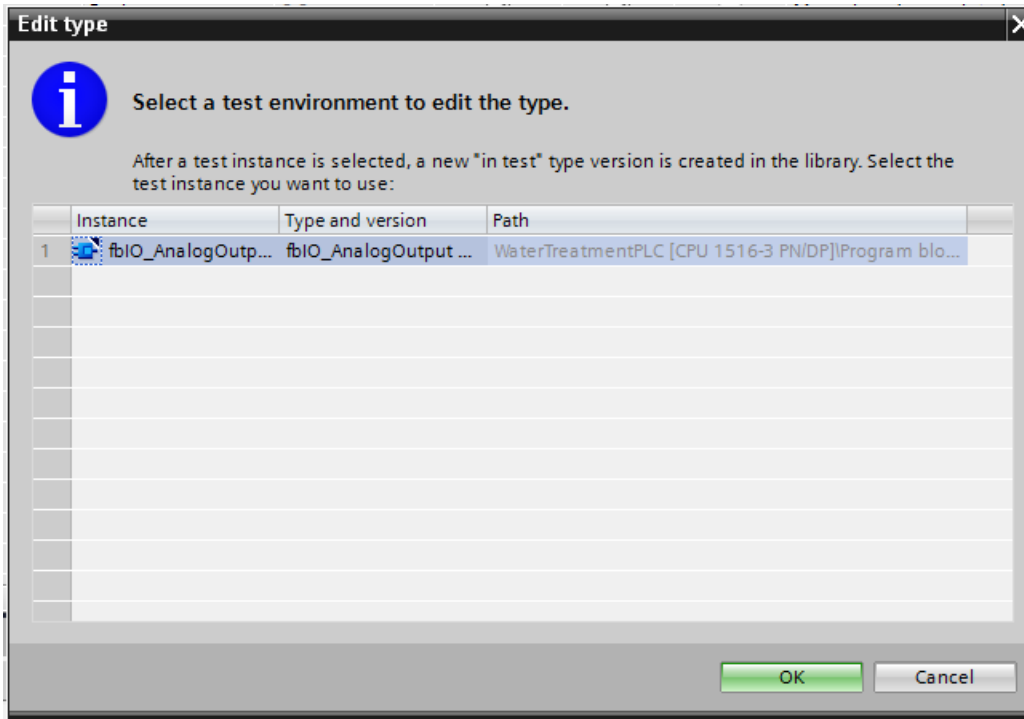 Edit type
Select a test environment to edit the type.
After a test instance is selected, a new "in test" type version is created in the library. Select the
test instance you want to use:
Instance Type and version Path
1 fbIO_AnalogOutp... fbIO_AnalogOutput ... WaterTreatmentPLC [CPU 1516-3 PN/DP]\Program blo...
OK Cancel